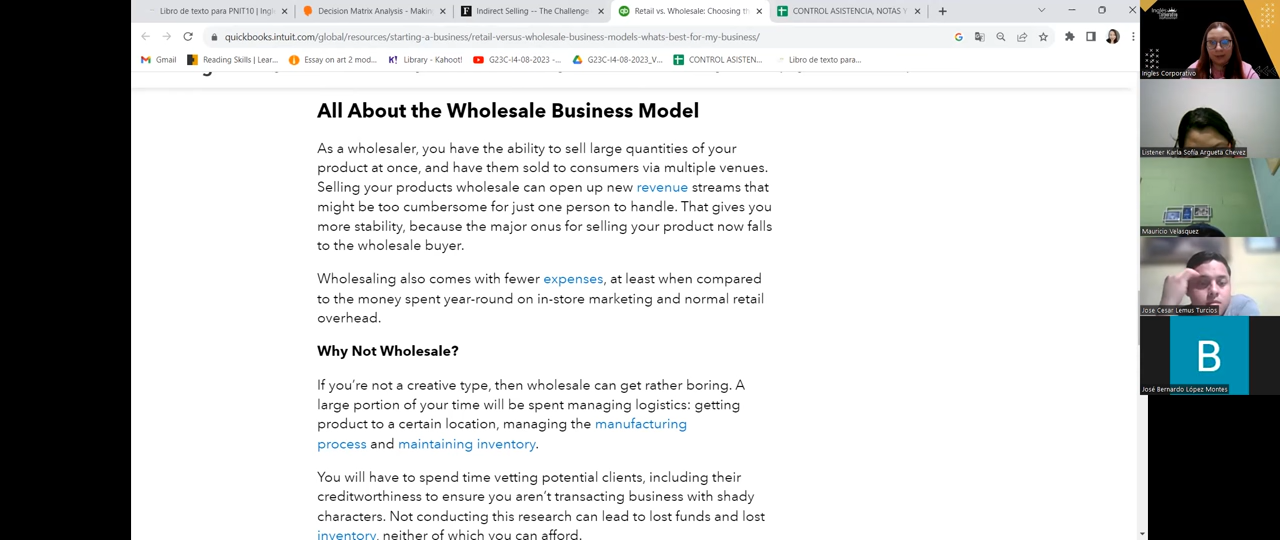 Libro de texto para PNIT10 | Ingl
Decision Matrix Analysis - Makin
Indirect Selling -- The Challenge
Retail vs. Wholesale: Choosing th
CONTROL ASISTENCIA, NOTAS Y
quickbooks.intuit.com/global/resources/starting-a-business/retail-versus-wholesale-business-models-whats-best-for-my-business/
Gmail
Reading Skills | Lear...
Essay on art 2 mod...
Library - Kahoot!
G23C-I4-08-2023 -...
G23C-I4-08-2023_V...
CONTROL ASISTEN...
Libro de texto para...
All About the Wholesale Business Model
As a wholesaler, you have the ability to sell large quantities of your
product at once, and have them sold to consumers via multiple venues.
Selling your products wholesale can open up new revenue streams that
might be too cumbersome for just one person to handle. That gives you
more stability, because the major onus for selling your product now falls
to the wholesale buyer.
Wholesaling also comes with fewer expenses, at least when compared
to the money spent year-round on in-store marketing and normal retail
overhead.
Why Not Wholesale?
If you’re not a creative type, then wholesale can get rather boring. A
large portion of your time will be spent managing logistics: getting
product to a certain location, managing the manufacturing
process and maintaining inventory.
You will have to spend time vetting potential clients, including their
creditworthiness to ensure you aren’t transacting business with shady
characters. Not conducting this research can lead to lost funds and lost
inventory, neither of which you can afford.
Inglés Corporativo
Listener Karla Sofía Argueta Chevez
Mauricio Velasquez
Jose Cesar Lemus Turcios
B
José Bernardo López Montes